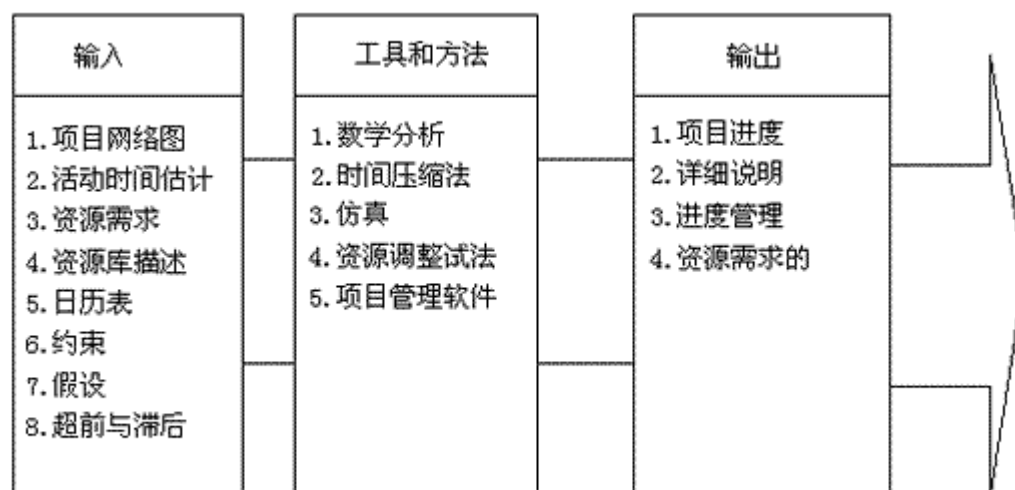 输入
1.项目网络图
2.活动时间估计
3.资源需求
4.资源库描述
5.日历表
6.约束
7.假设
8.超前与滞后
工具和方法
1.数学分析
2.时间压缩法
3.仿真
4.资源调整试法
5.项目管理软件
输出
1.项目进度
2.详细说明
3.进度管理
4.资源需求的